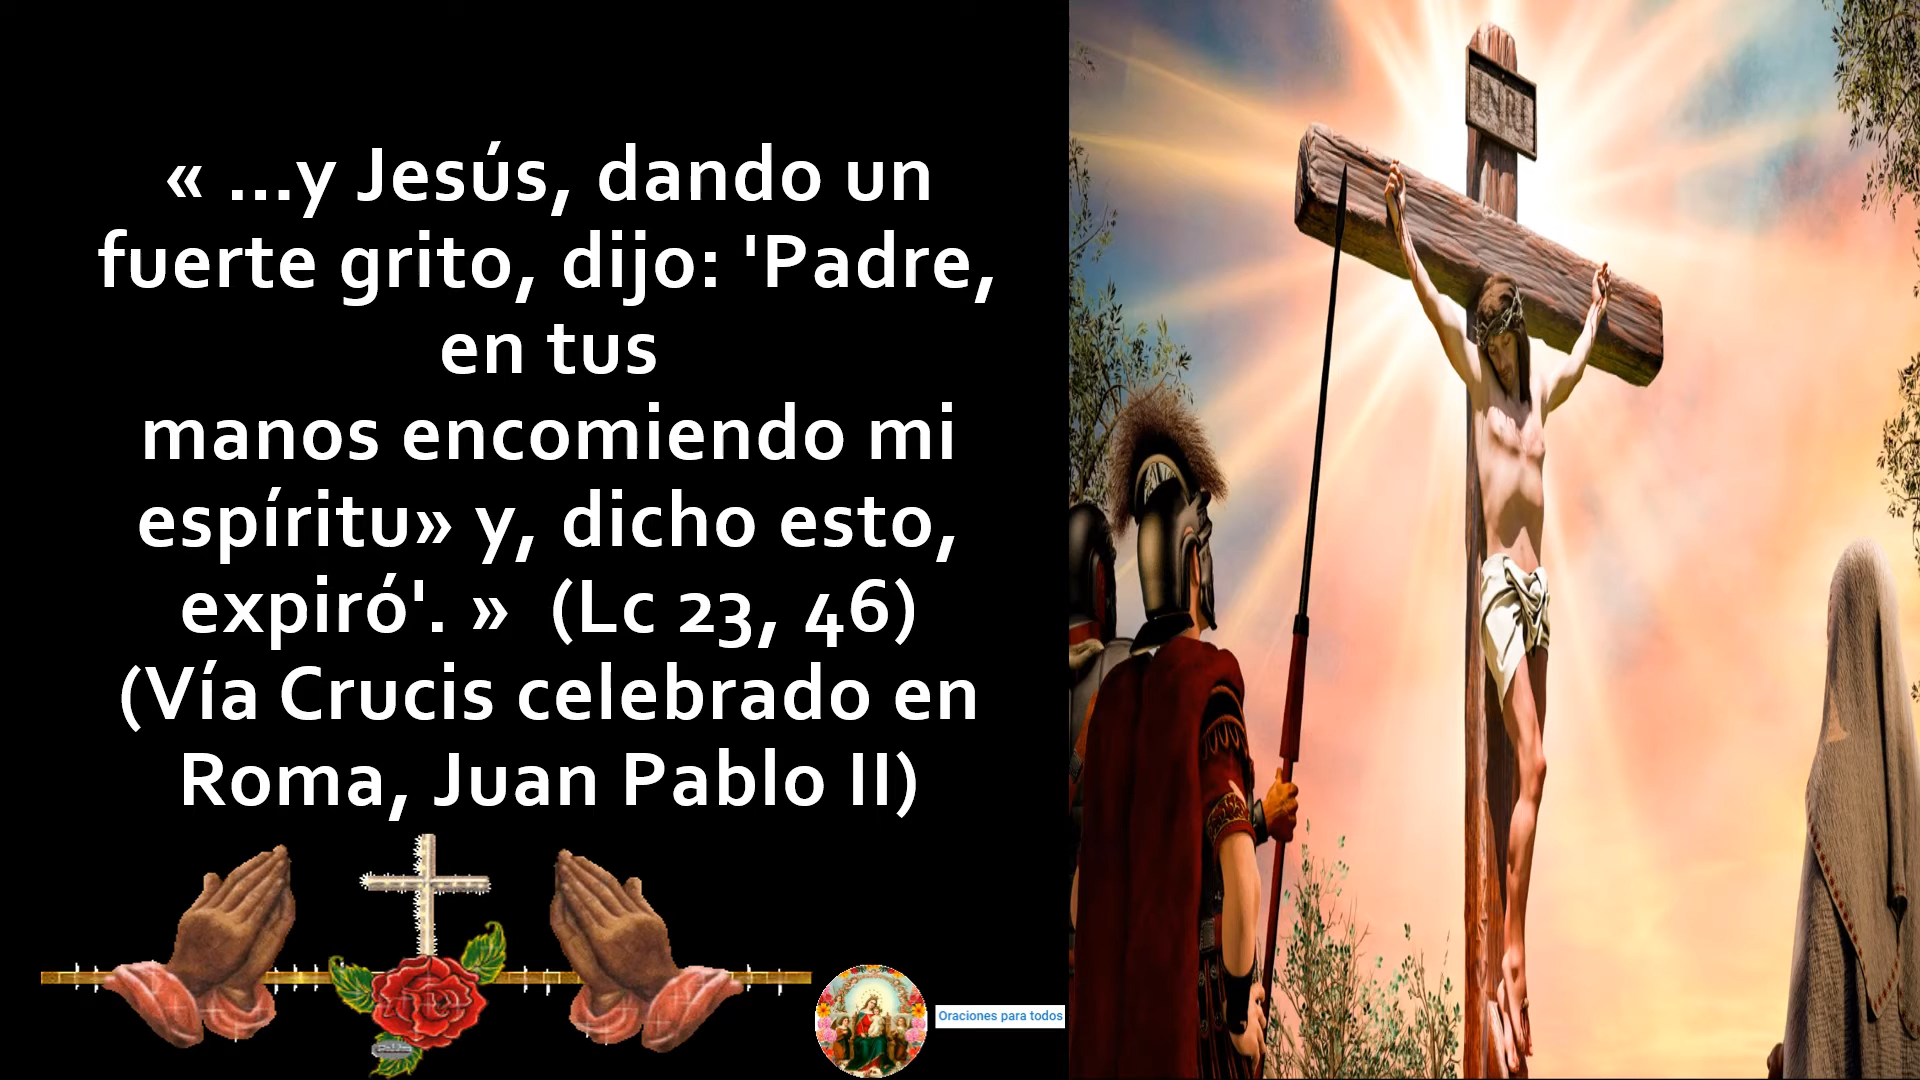 « ...y Jesús, dando un
fuerte grito, dijo: 'Padre,
en tus
manos encomiendo mi
espíritu» y, dicho esto,
expiró'. »  (Lc 23, 46)
(Vía Crucis celebrado en
Roma, Juan Pablo II)
Oraciones para todos